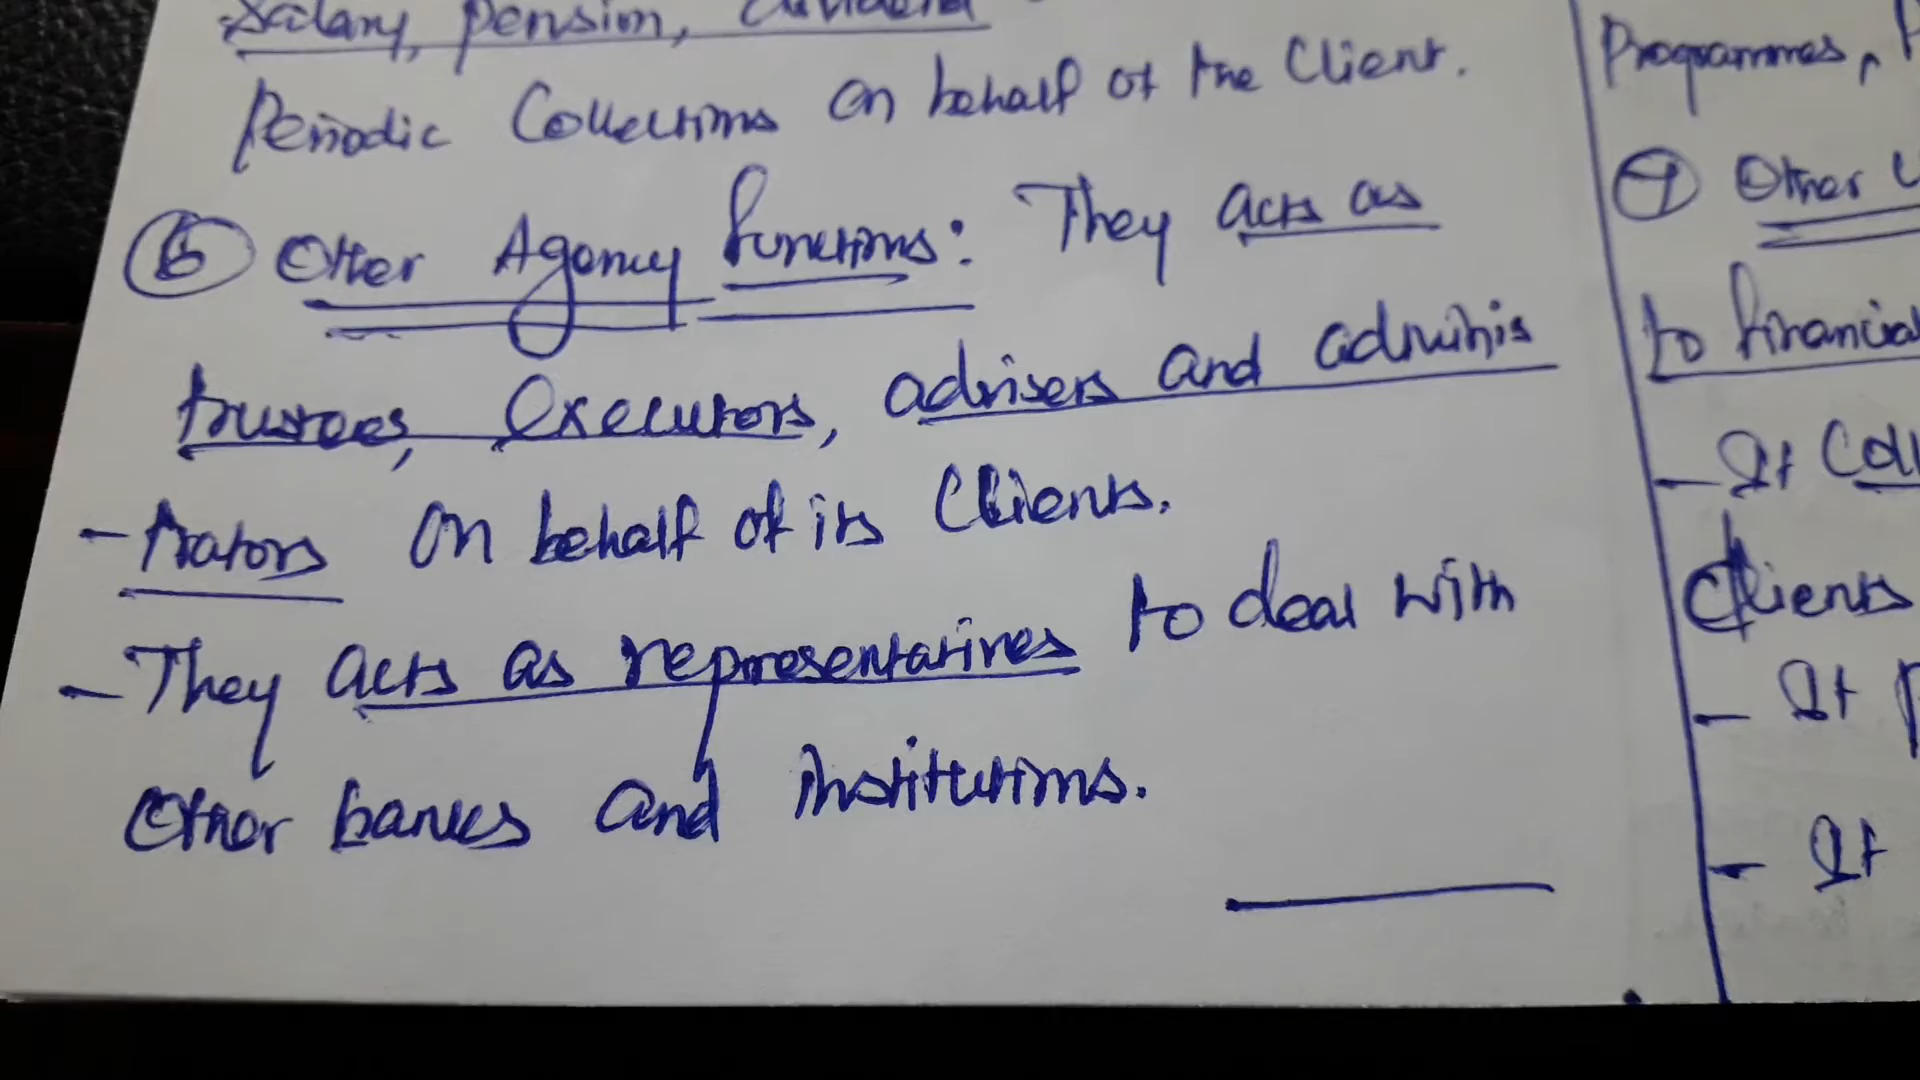 Salary, pension, dividend
Periodic Collections on behalf of the Client.
6 Other Agency functions: They acts as
trustees, executors, advisers and adminis
-trators on behalf of its Clients.
- They acts as representatives to deal with
Other banks and institutions.
Programmes,
7 Other
to financial
- It
Clients
- It
- It